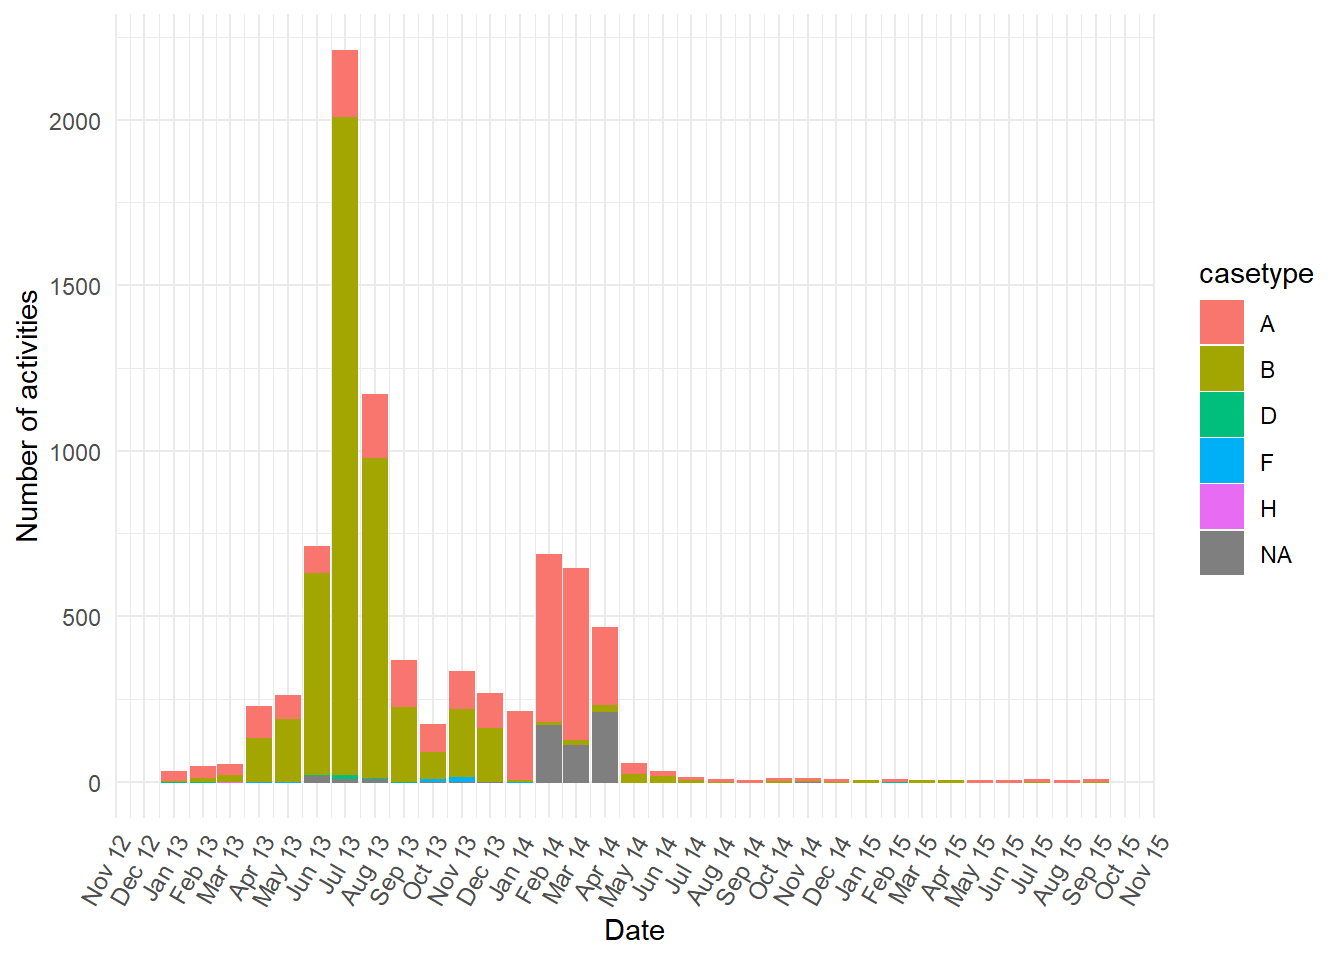 2000
1500
1000
500
0
Number of activities
Nov 12
Dec 12
Jan 13
Feb 13
Mar 13
Apr 13
May 13
Jun 13
Jul 13
Aug 13
Sep 13
Oct 13
Nov 13
Dec 13
Jan 14
Feb 14
Mar 14
Apr 14
May 14
Jun 14
Jul 14
Aug 14
Sep 14
Oct 14
Nov 14
Dec 14
Jan 15
Feb 15
Mar 15
Apr 15
May 15
Jun 15
Jul 15
Aug 15
Sep 15
Oct 15
Nov 15
Date
casetype
A
B
D
F
H
NA